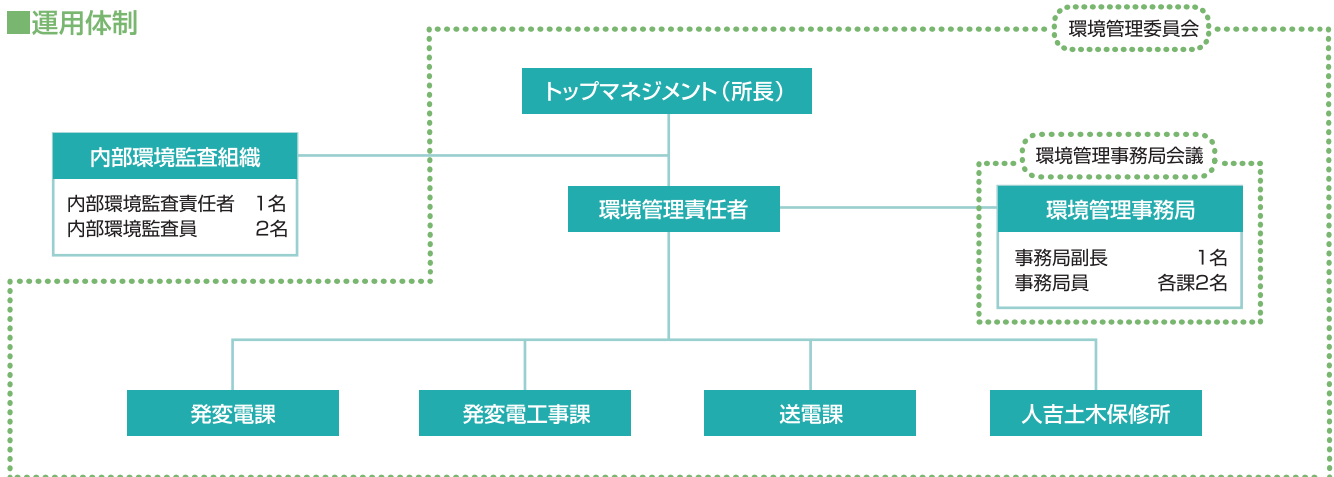 ■運用体制
環境管理委員会
トップマネジメント（所長）
内部環境監査組織
内部環境監査責任者 1名
内部環境監査員 2名
環境管理責任者
環境管理事務局会議
環境管理事務局
事務局副長 1名
事務局員 各課2名
発変電課
発変電工事課
送電課
人吉土木保修所